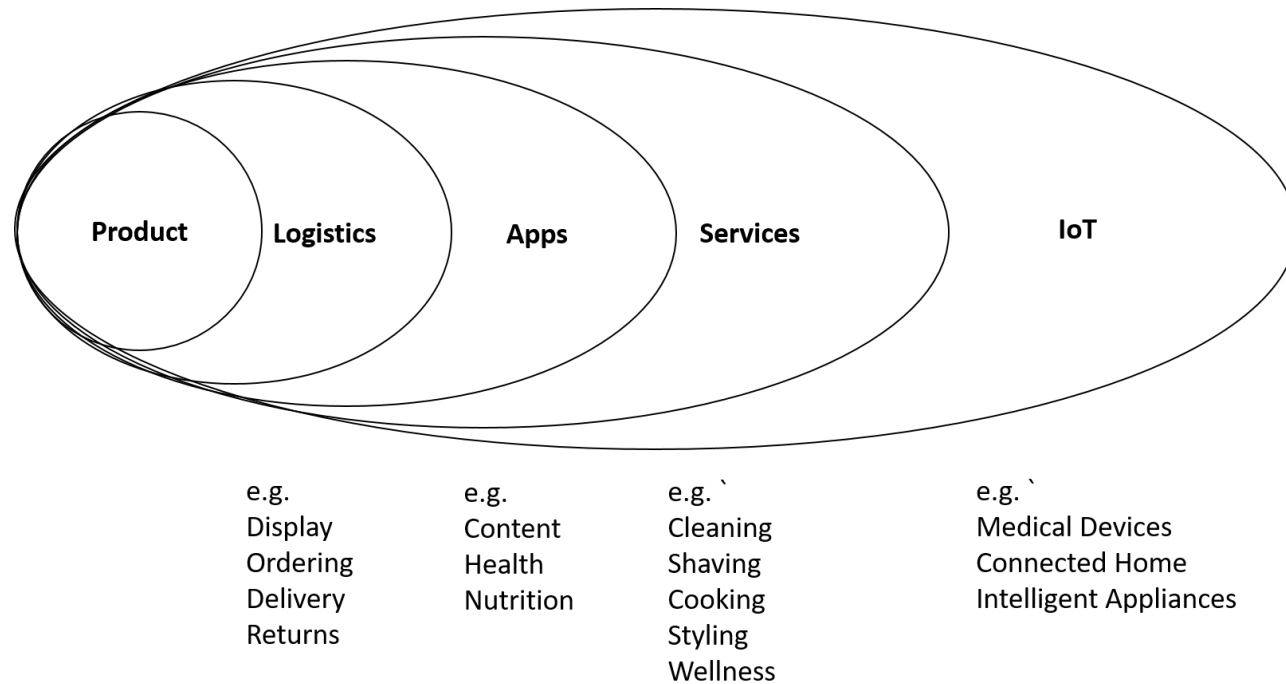 Product
Logistics
Apps
Services
IoT
e.g.
Display
Ordering
Delivery
Returns
e.g.
Content
Health
Nutrition
e.g. `
Cleaning
Shaving
Cooking
Styling
Wellness
e.g. `
Medical Devices
Connected Home
Intelligent Appliances